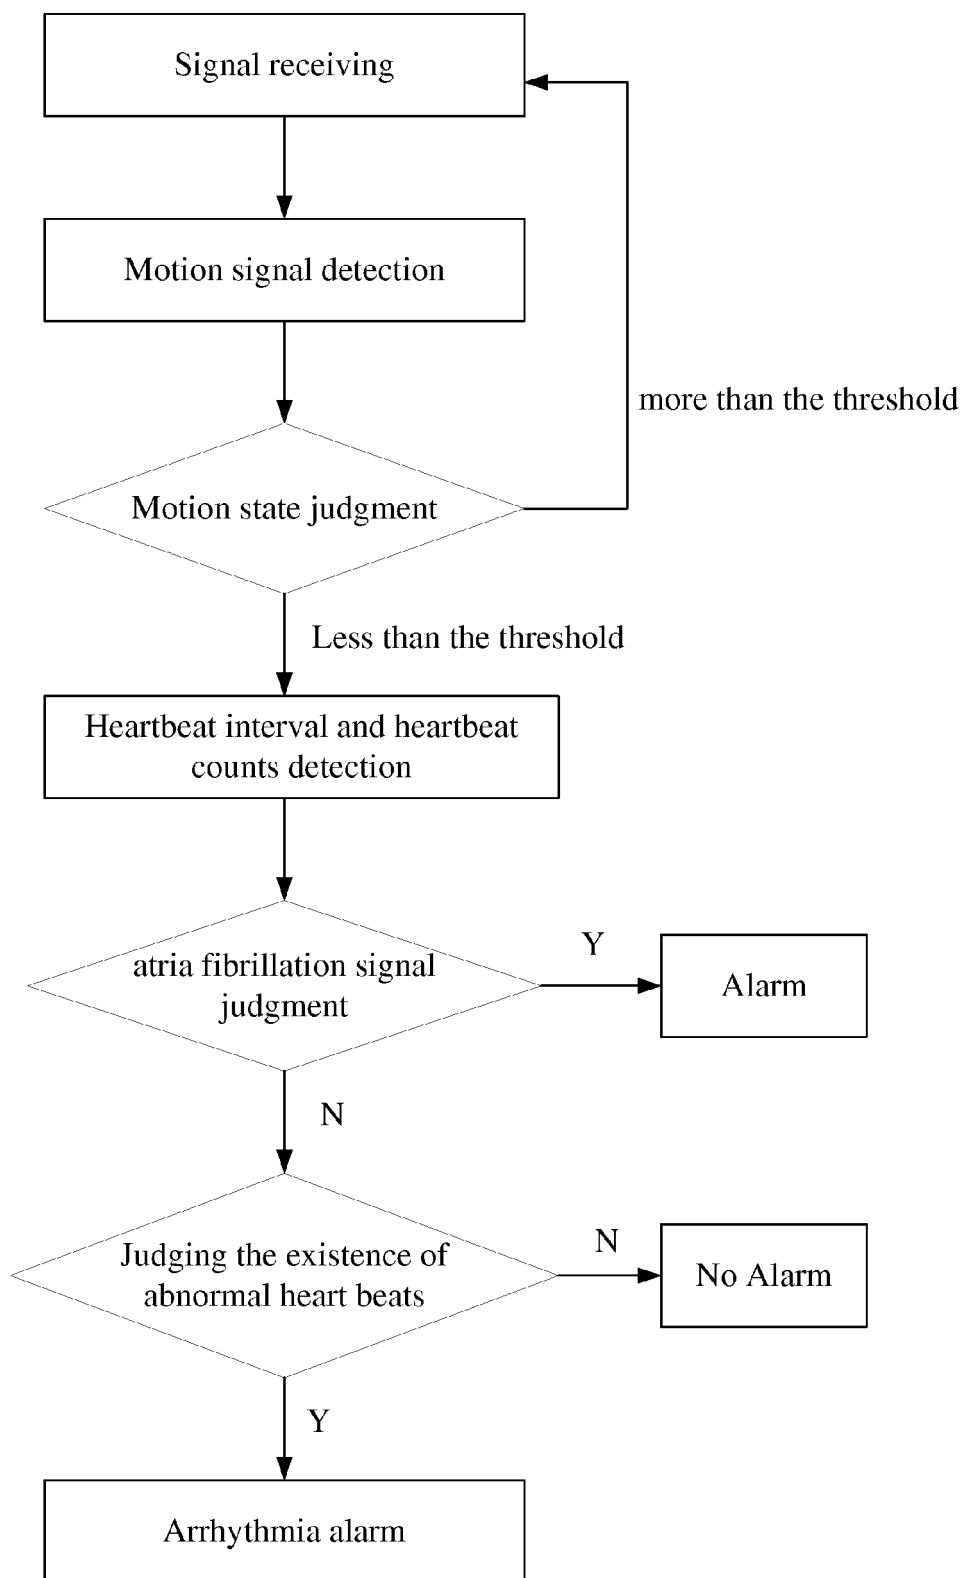 Signal receiving
Motion signal detection
more than the threshold
Motion state judgment
Less than the threshold
Heartbeat interval and heartbeat
counts detection
atria fibrillation signal
judgment
Y
Alarm
N
Judging the existence of
abnormal heart beats
N
No Alarm
Y
Arrhythmia alarm